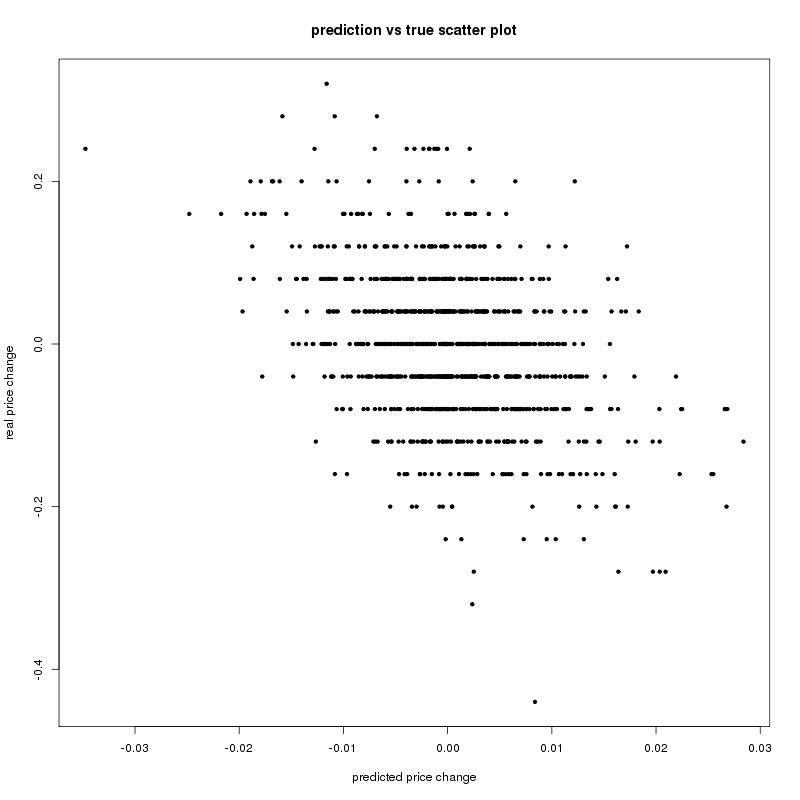 prediction vs true scatter plot
real price change
0.2
0.0
-0.2
-0.4
-0.03 -0.02 -0.01 0.00 0.01 0.02 0.03
predicted price change